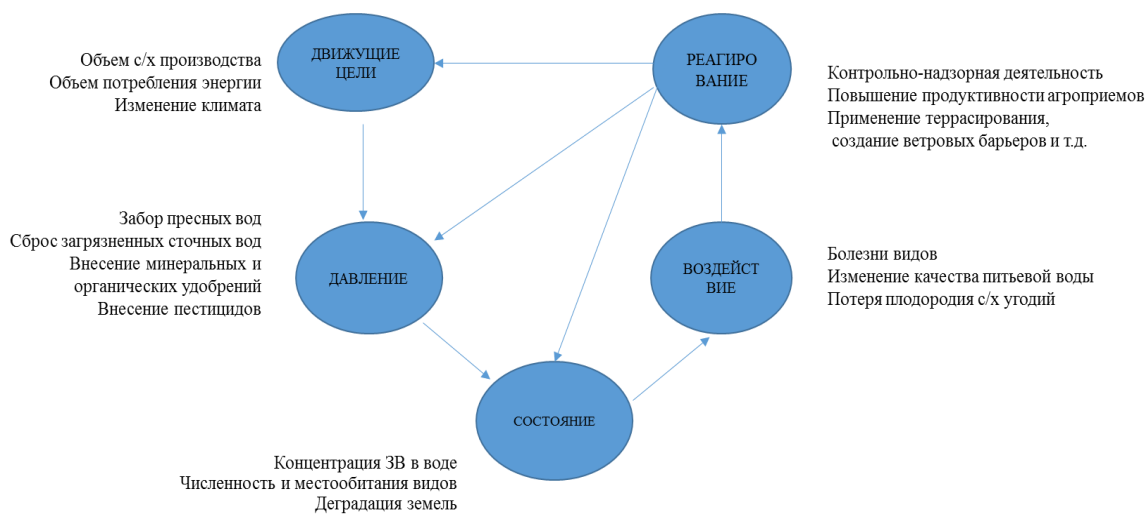 ДВИЖУЩИЕ
ЦЕЛИ
Объем с/х производства
Объем потребления энергии
Изменение климата
РЕАГИРО
ВАНИЕ
Контрольно-надзорная деятельность
Повышение продуктивности агроприемов
Применение террасирования,
создание ветровых барьеров и т.д.
Забор пресных вод
Сброс загрязненных сточных вод
Внесение минеральных и
органических удобрений
Внесение пестицидов
ДАВЛЕНИЕ
ВОЗДЕЙСТ
ВИЕ
Болезни видов
Изменение качества питьевой воды
Потеря плодородия с/х угодий
СОСТОЯНИЕ
Концентрация ЗВ в воде
Численность и местообитания видов
Деградация земель